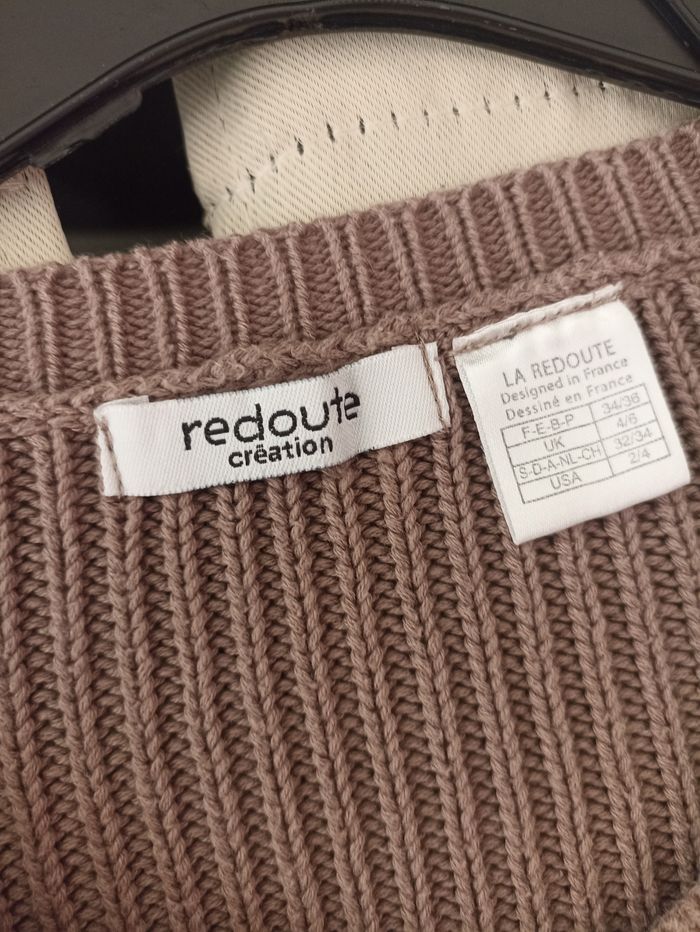 redoute
création
LA REDOUTE
Designed in France
Dessiné en France
F-E-B-P 34/36
UK 4/6
S-D-A-NL-CH 32/34
USA 2/4